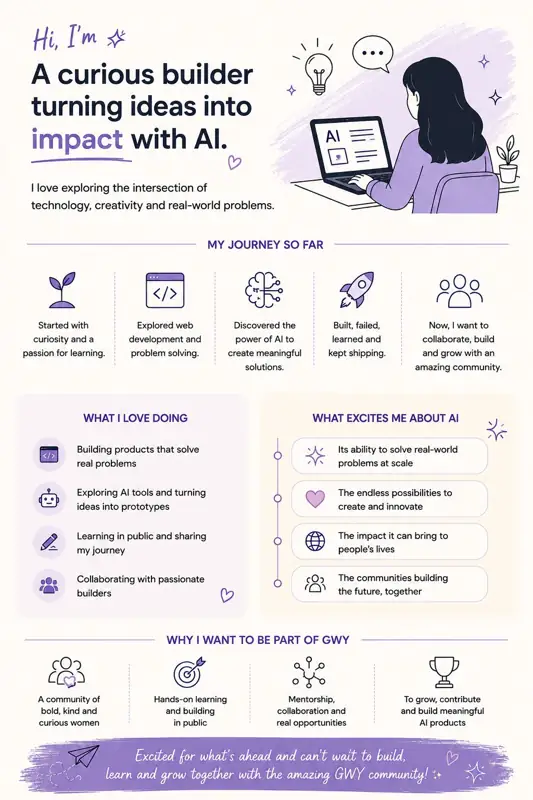 Hi, I'm
A curious builder
turning ideas into
impact with AI.
I love exploring the intersection of
technology, creativity and real-world problems.
AI
MY JOURNEY SO FAR
Started with
curiosity and a
passion for learning.
</>
Explored web
development and
problem solving.
Discovered the
power of AI to
create meaningful
solutions.
Built, failed,
learned and
kept shipping.
Now, I want to
collaborate, build
and grow with an
amazing community.
WHAT I LOVE DOING
</>
Building products that solve
real problems
Exploring AI tools and turning
ideas into prototypes
Learning in public and sharing
my journey
Collaborating with passionate
builders
WHAT EXCITES ME ABOUT AI
Its ability to solve real-world
problems at scale
The endless possibilities to
create and innovate
The impact it can bring to
people's lives
The communities building
the future, together
WHY I WANT TO BE PART OF GWY
A community of
bold, kind and
curious women
Hands-on learning
and building
in public
Mentorship,
collaboration and
real opportunities
To grow, contribute
and build meaningful
AI products
Excited for what's ahead and can't wait to build,
learn and grow together with the amazing GWY community!